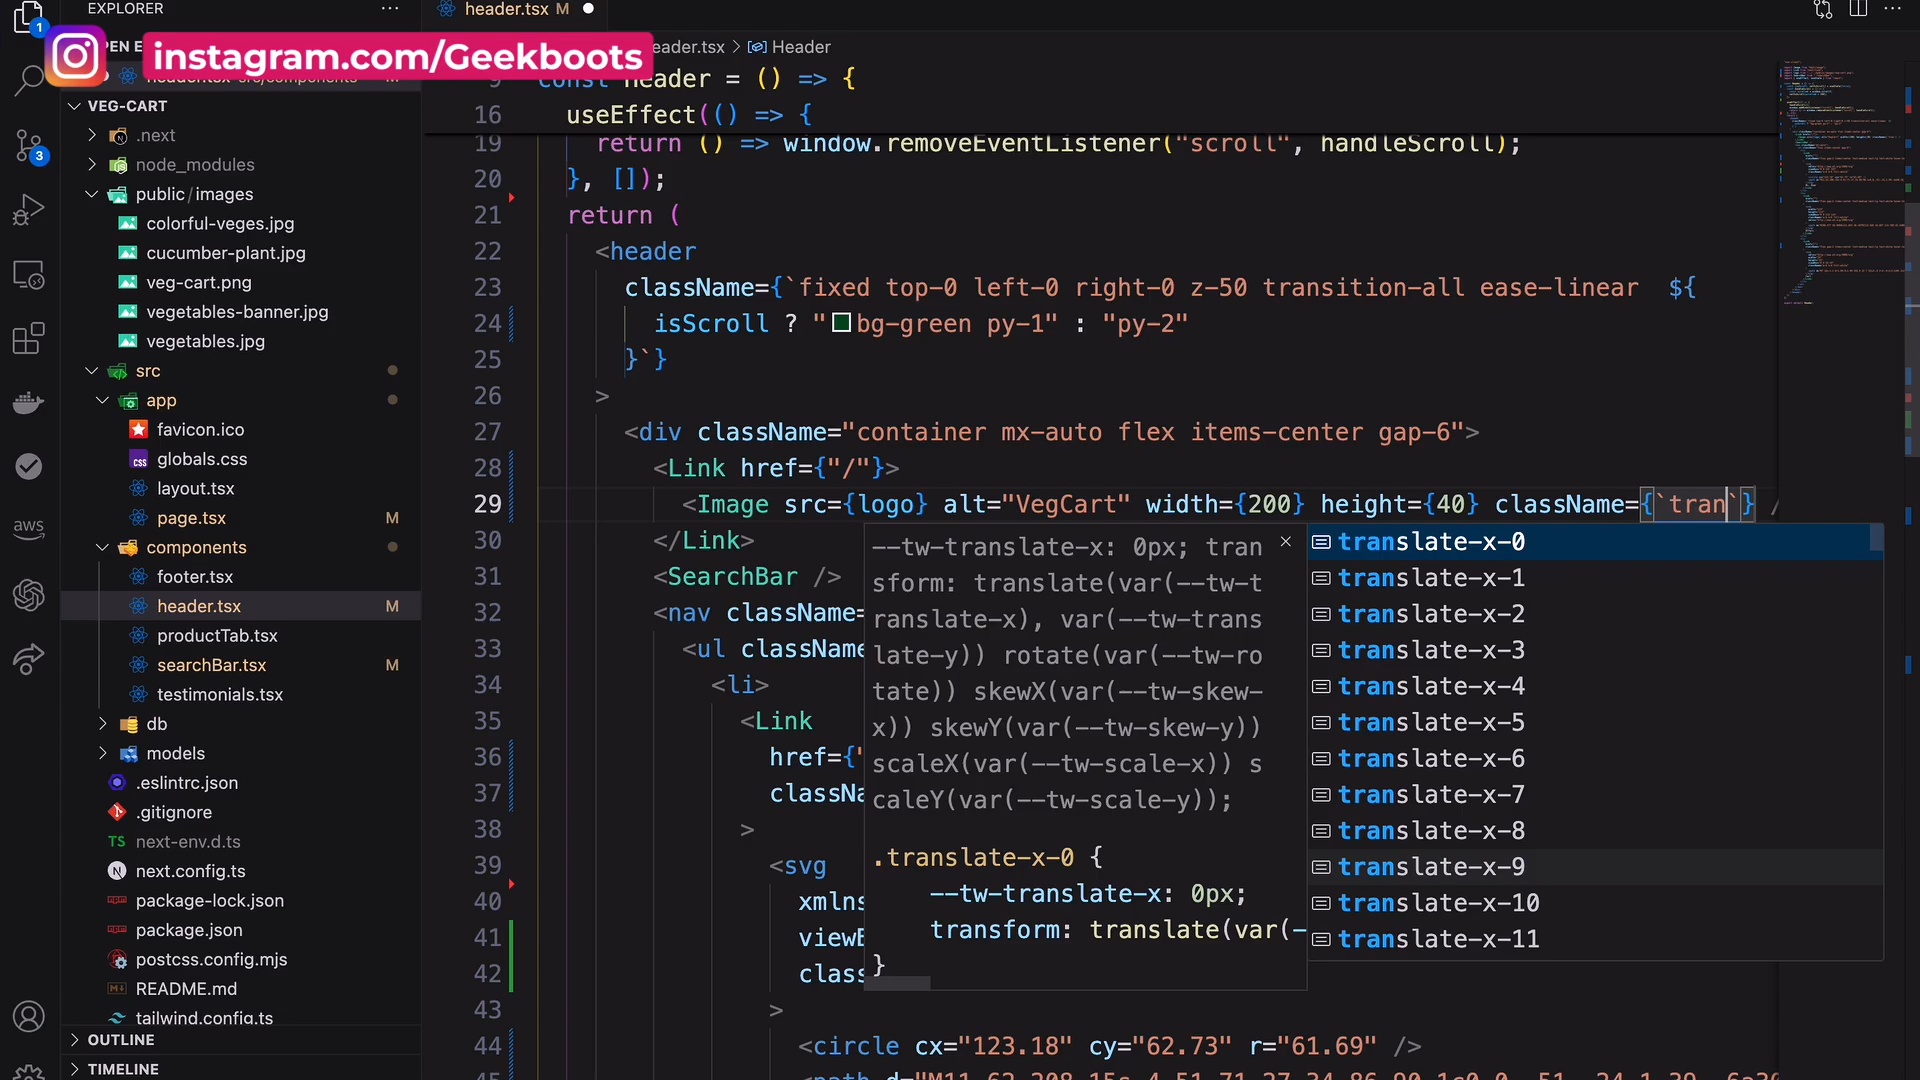 EXPLORER
header.tsx M
1
instagram.com/Geekboots
eader.tsx > Header
VEG-CART
.next
node_modules
public/images
colorful-veges.jpg
cucumber-plant.jpg
veg-cart.png
vegetables-banner.jpg
vegetables.jpg
src
app
favicon.ico
globals.css
layout.tsx
page.tsx M
components
footer.tsx
header.tsx M
productTab.tsx
searchBar.tsx M
testimonials.tsx
db
models
.eslintrc.json
.gitignore
next-env.d.ts
next.config.ts
package-lock.json
package.json
postcss.config.mjs
README.md
tailwind.config.ts
OUTLINE
TIMELINE
3
aws
9 const header = () => {
16 useEffect(() => {
19 return () => window.removeEventListener("scroll", handleScroll);
20 }, []);
21 return (
22 <header
23 className={`fixed top-0 left-0 right-0 z-50 transition-all ease-linear ${
24 isScroll ? "bg-green py-1" : "py-2"
25 }`}
26 >
27 <div className="container mx-auto flex items-center gap-6">
28 <Link href={"/"}>
29 <Image src={logo} alt="VegCart" width={200} height={40} className={`tran`} /
30 </Link>
31 <SearchBar />
32 <nav className=
33 <ul className
34 <li>
35 <Link
36 href={"
37 classNa
38 >
39 <svg
40 xmlns
41 viewB
42 class
43 >
44 <circle cx="123.18" cy="62.73" r="61.69" />
45
--tw-translate-x: 0px; tran
sform: translate(var(--tw-t
ranslate-x), var(--tw-trans
late-y)) rotate(var(--tw-ro
tate)) skewX(var(--tw-skew-
x)) skewY(var(--tw-skew-y))
scaleX(var(--tw-scale-x)) s
caleY(var(--tw-scale-y));
.translate-x-0 {
--tw-translate-x: 0px;
transform: translate(var(-
}
translate-x-0
translate-x-1
translate-x-2
translate-x-3
translate-x-4
translate-x-5
translate-x-6
translate-x-7
translate-x-8
translate-x-9
translate-x-10
translate-x-11